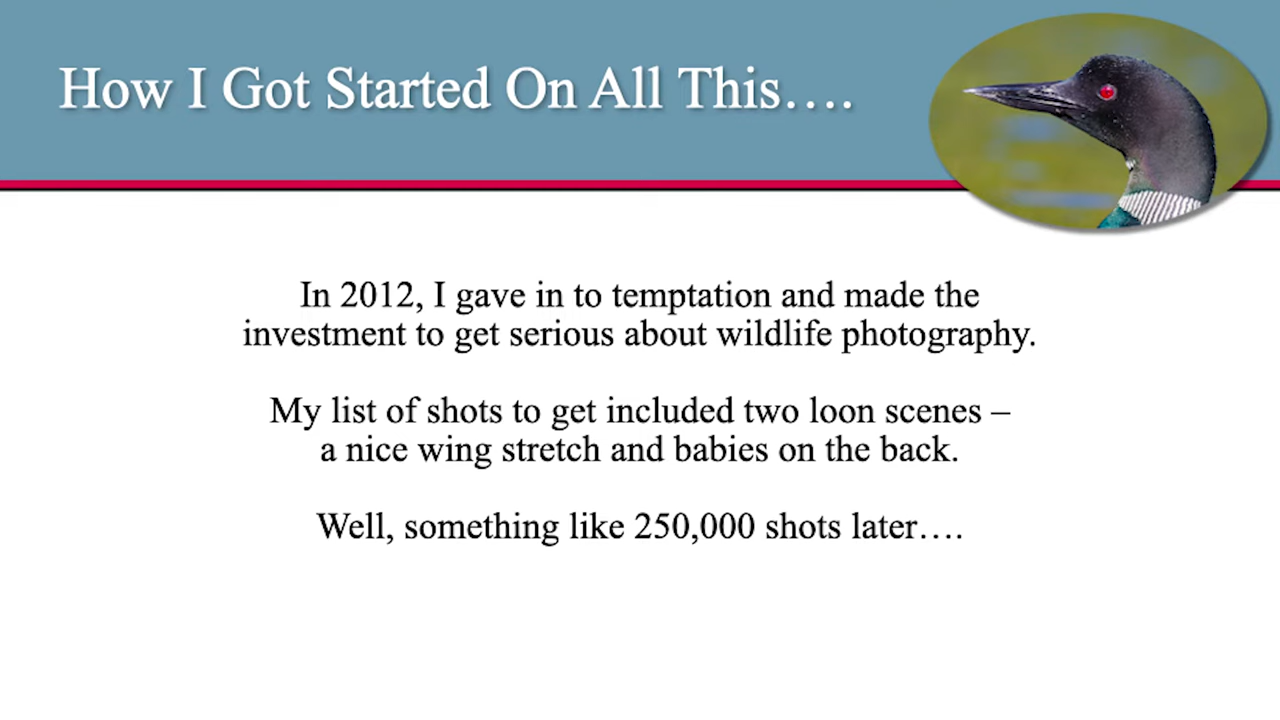 How I Got Started On All This….
In 2012, I gave in to temptation and made the
investment to get serious about wildlife photography.
My list of shots to get included two loon scenes –
a nice wing stretch and babies on the back.
Well, something like 250,000 shots later….